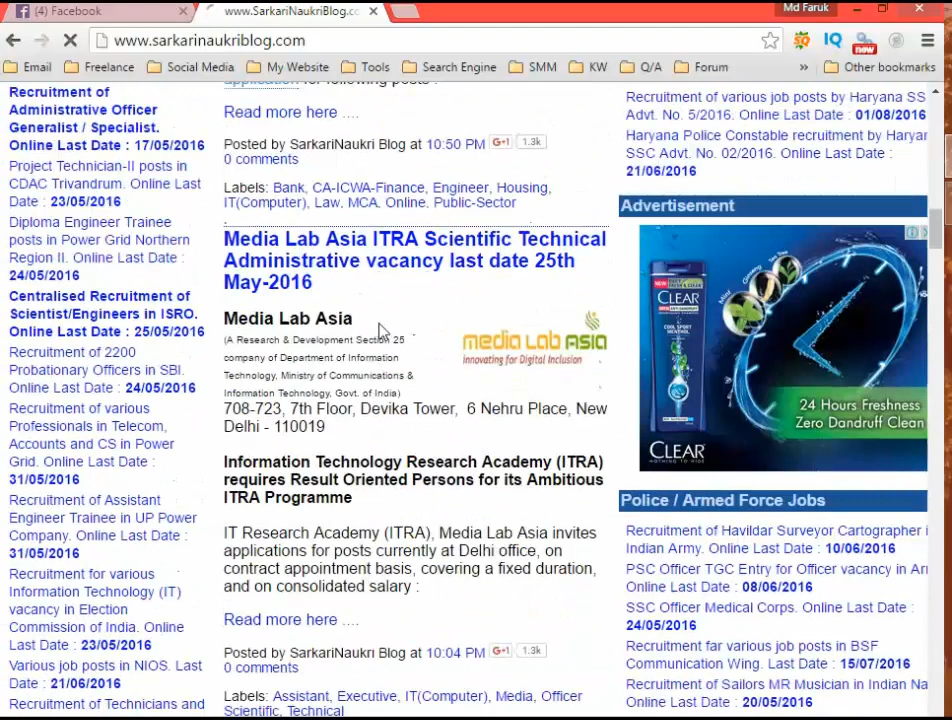 (4) Facebook
www.SarkariNaukriBlog.co
Md Faruk
www.sarkarinaukriblog.com
SQ
IQ
new
Email
Freelance
Social Media
My Website
Tools
Search Engine
SMM
KW
Q/A
Forum
»
Other bookmarks
Recruitment of
Administrative Officer
Generalist / Specialist.
Online Last Date : 17/05/2016
Project Technician-II posts in
CDAC Trivandrum. Online Last
Date : 23/05/2016
Diploma Engineer Trainee
posts in Power Grid Northern
Region II. Online Last Date :
24/05/2016
Centralised Recruitment of
Scientist/Engineers in ISRO.
Online Last Date : 25/05/2016
Recruitment of 2200
Probationary Officers in SBI.
Online Last Date : 24/05/2016
Recruitment of various
Professionals in Telecom,
Accounts and CS in Power
Grid. Online Last Date :
31/05/2016
Recruitment of Assistant
Engineer Trainee in UP Power
Company. Online Last Date :
31/05/2016
Recruitment for various
Information Technology (IT)
vacancy in Election
Commission of India. Online
Last Date : 23/05/2016
Various job posts in NIOS. Last
Date : 21/06/2016
Recruitment of Technicians and
application for following posts :
Read more here ....
Posted by SarkariNaukri Blog at 10:50 PM G+1 1.3k
0 comments
Labels: Bank, CA-ICWA-Finance, Engineer, Housing,
IT(Computer), Law, MCA, Online, Public-Sector
.
Media Lab Asia ITRA Scientific Technical
Administrative vacancy last date 25th
May-2016
Media Lab Asia
(A Research & Development Section 25
company of Department of Information
Technology, Ministry of Communications &
Information Technology, Govt. of India)
medialab Asia
innovating for Digital Inclusion
708-723, 7th Floor, Devika Tower, 6 Nehru Place, New
Delhi - 110019
Information Technology Research Academy (ITRA)
requires Result Oriented Persons for its Ambitious
ITRA Programme
IT Research Academy (ITRA), Media Lab Asia invites
applications for posts currently at Delhi office, on
contract appointment basis, covering a fixed duration,
and on consolidated salary :
Read more here ....
Posted by SarkariNaukri Blog at 10:04 PM G+1 1.3k
0 comments
Labels: Assistant, Executive, IT(Computer), Media, Officer
Scientific, Technical
Recruitment of various job posts by Haryana SS
Advt. No. 5/2016. Online Last Date : 01/08/2016
Haryana Police Constable recruitment by Haryar
SSC Advt. No. 02/2016. Online Last Date :
21/06/2016
Advertisement
CLEAR
COOL SPORT
MENTHOL
24 Hours Freshness
Zero Dandruff Clean
CLEAR
NOTHING TO HIDE
Police / Armed Force Jobs
Recruitment of Havildar Surveyor Cartographer i
Indian Army. Online Last Date : 10/06/2016
PSC Officer TGC Entry for Officer vacancy in Arr
Online Last Date : 08/06/2016
SSC Officer Medical Corps. Online Last Date :
24/05/2016
Recruitment far various job posts in BSF
Communication Wing. Last Date : 15/07/2016
Recruitment of Sailors MR Musician in Indian Na
Online Last Date : 20/05/2016